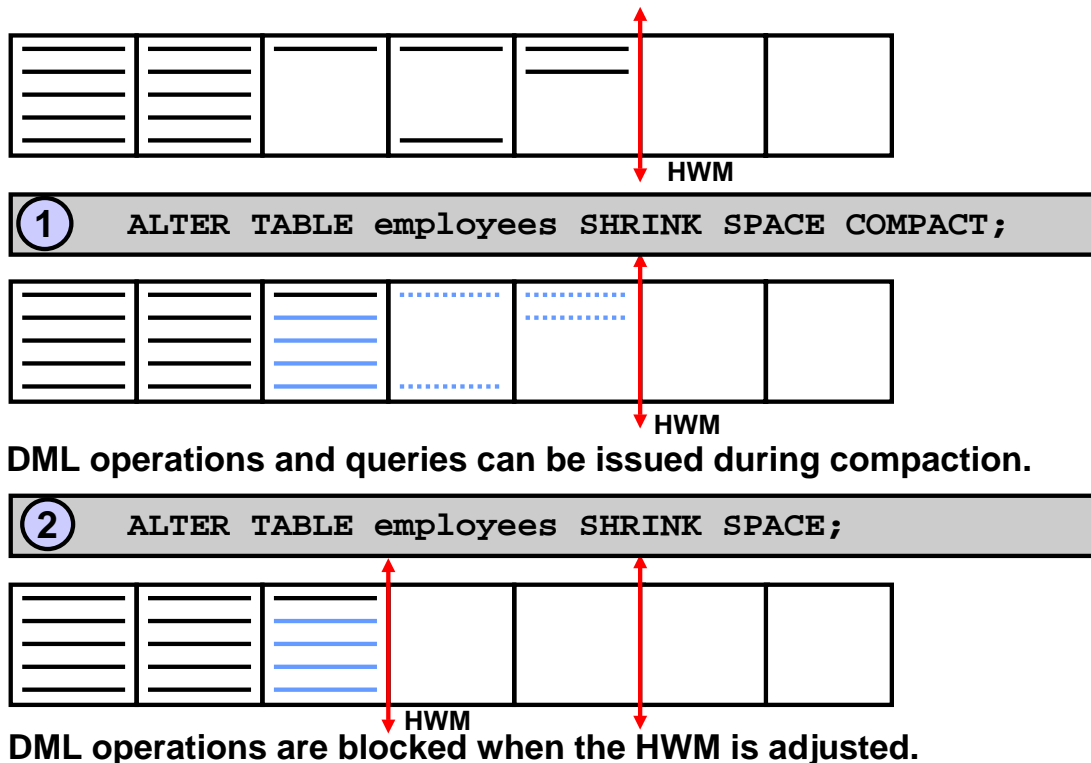 HWM
1 ALTER TABLE employees SHRINK SPACE COMPACT;
HWM
DML operations and queries can be issued during compaction.
2 ALTER TABLE employees SHRINK SPACE;
HWM
DML operations are blocked when the HWM is adjusted.